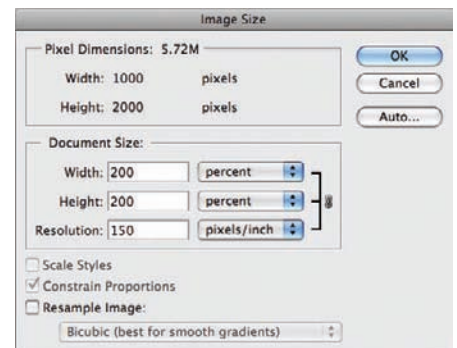 Image Size
Pixel Dimensions: 5.72M
OK
Width: 1000 pixels
Cancel
Height: 2000 pixels
Auto...
Document Size:
Width: 200 percent
Height: 200 percent
Resolution: 150 pixels/inch
Scale Styles
Constrain Proportions
Resample Image:
Bicubic (best for smooth gradients)